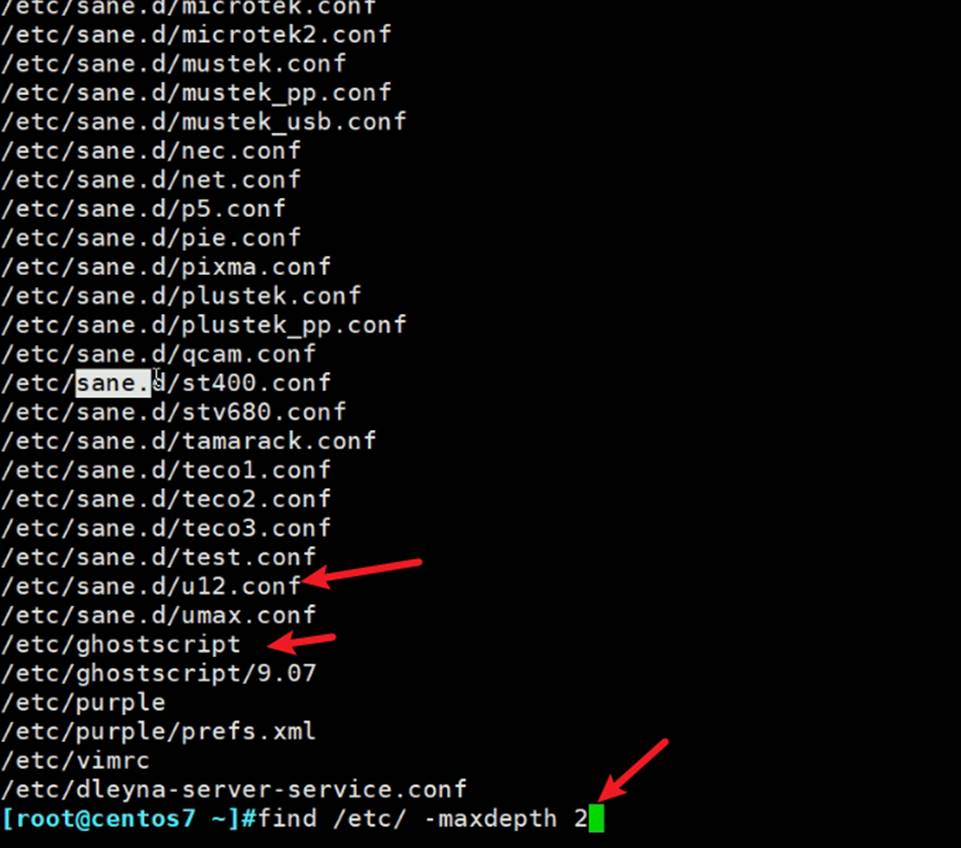 /etc/sane.d/microtek.conf
/etc/sane.d/microtek2.conf
/etc/sane.d/mustek.conf
/etc/sane.d/mustek_pp.conf
/etc/sane.d/mustek_usb.conf
/etc/sane.d/nec.conf
/etc/sane.d/net.conf
/etc/sane.d/p5.conf
/etc/sane.d/pie.conf
/etc/sane.d/pixma.conf
/etc/sane.d/plustek.conf
/etc/sane.d/plustek_pp.conf
/etc/sane.d/qcam.conf
/etc/sane.d/st400.conf
/etc/sane.d/stv680.conf
/etc/sane.d/tamarack.conf
/etc/sane.d/teco1.conf
/etc/sane.d/teco2.conf
/etc/sane.d/teco3.conf
/etc/sane.d/test.conf
/etc/sane.d/u12.conf
/etc/sane.d/umax.conf
/etc/ghostscript
/etc/ghostscript/9.07
/etc/purple
/etc/purple/prefs.xml
/etc/vimrc
/etc/dleyna-server-service.conf
[root@centos7 ~]#find /etc/ -maxdepth 2